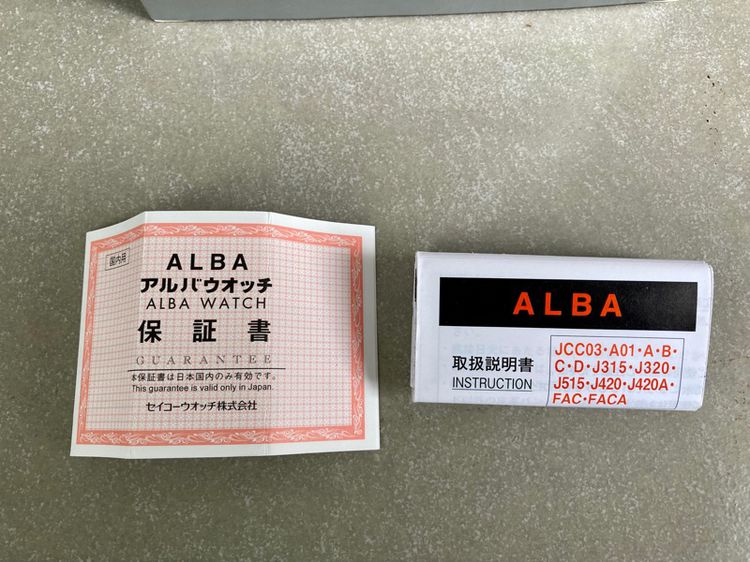 国内用
ALBA
アルバウオッチ
ALBA WATCH
保証書
GUARANTEE
本保証書は日本国内のみ有効です。
This guarantee is valid only in Japan.
セイコーウオッチ株式会社
ALBA
取扱説明書
INSTRUCTION
JCC03・A01・A・B・
C・D・J315・J320・
J515・J420・J420A・
FAC・FACA